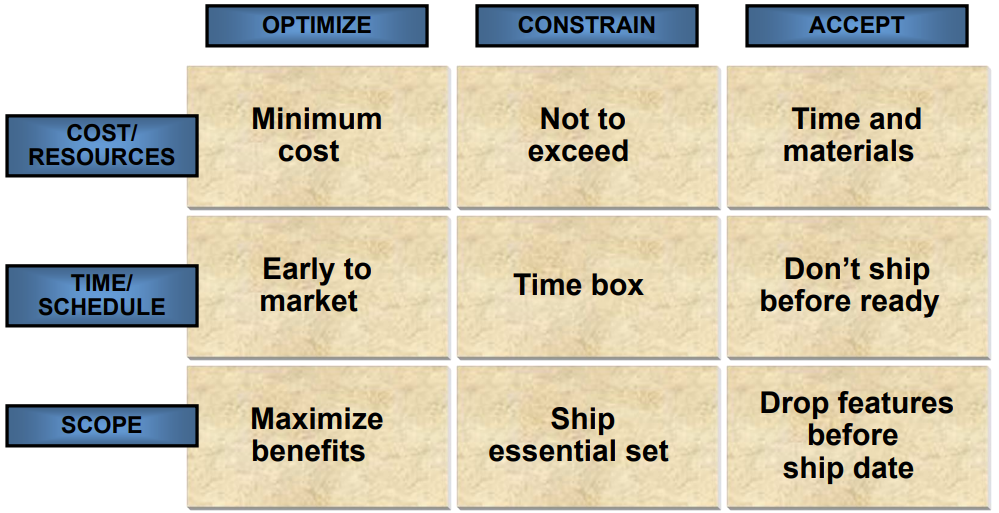 OPTIMIZE
CONSTRAIN
ACCEPT
COST/
RESOURCES
Minimum
cost
Not to
exceed
Time and
materials
TIME/
SCHEDULE
Early to
market
Time box
Don’t ship
before ready
SCOPE
Maximize
benefits
Ship
essential set
Drop features
before
ship date